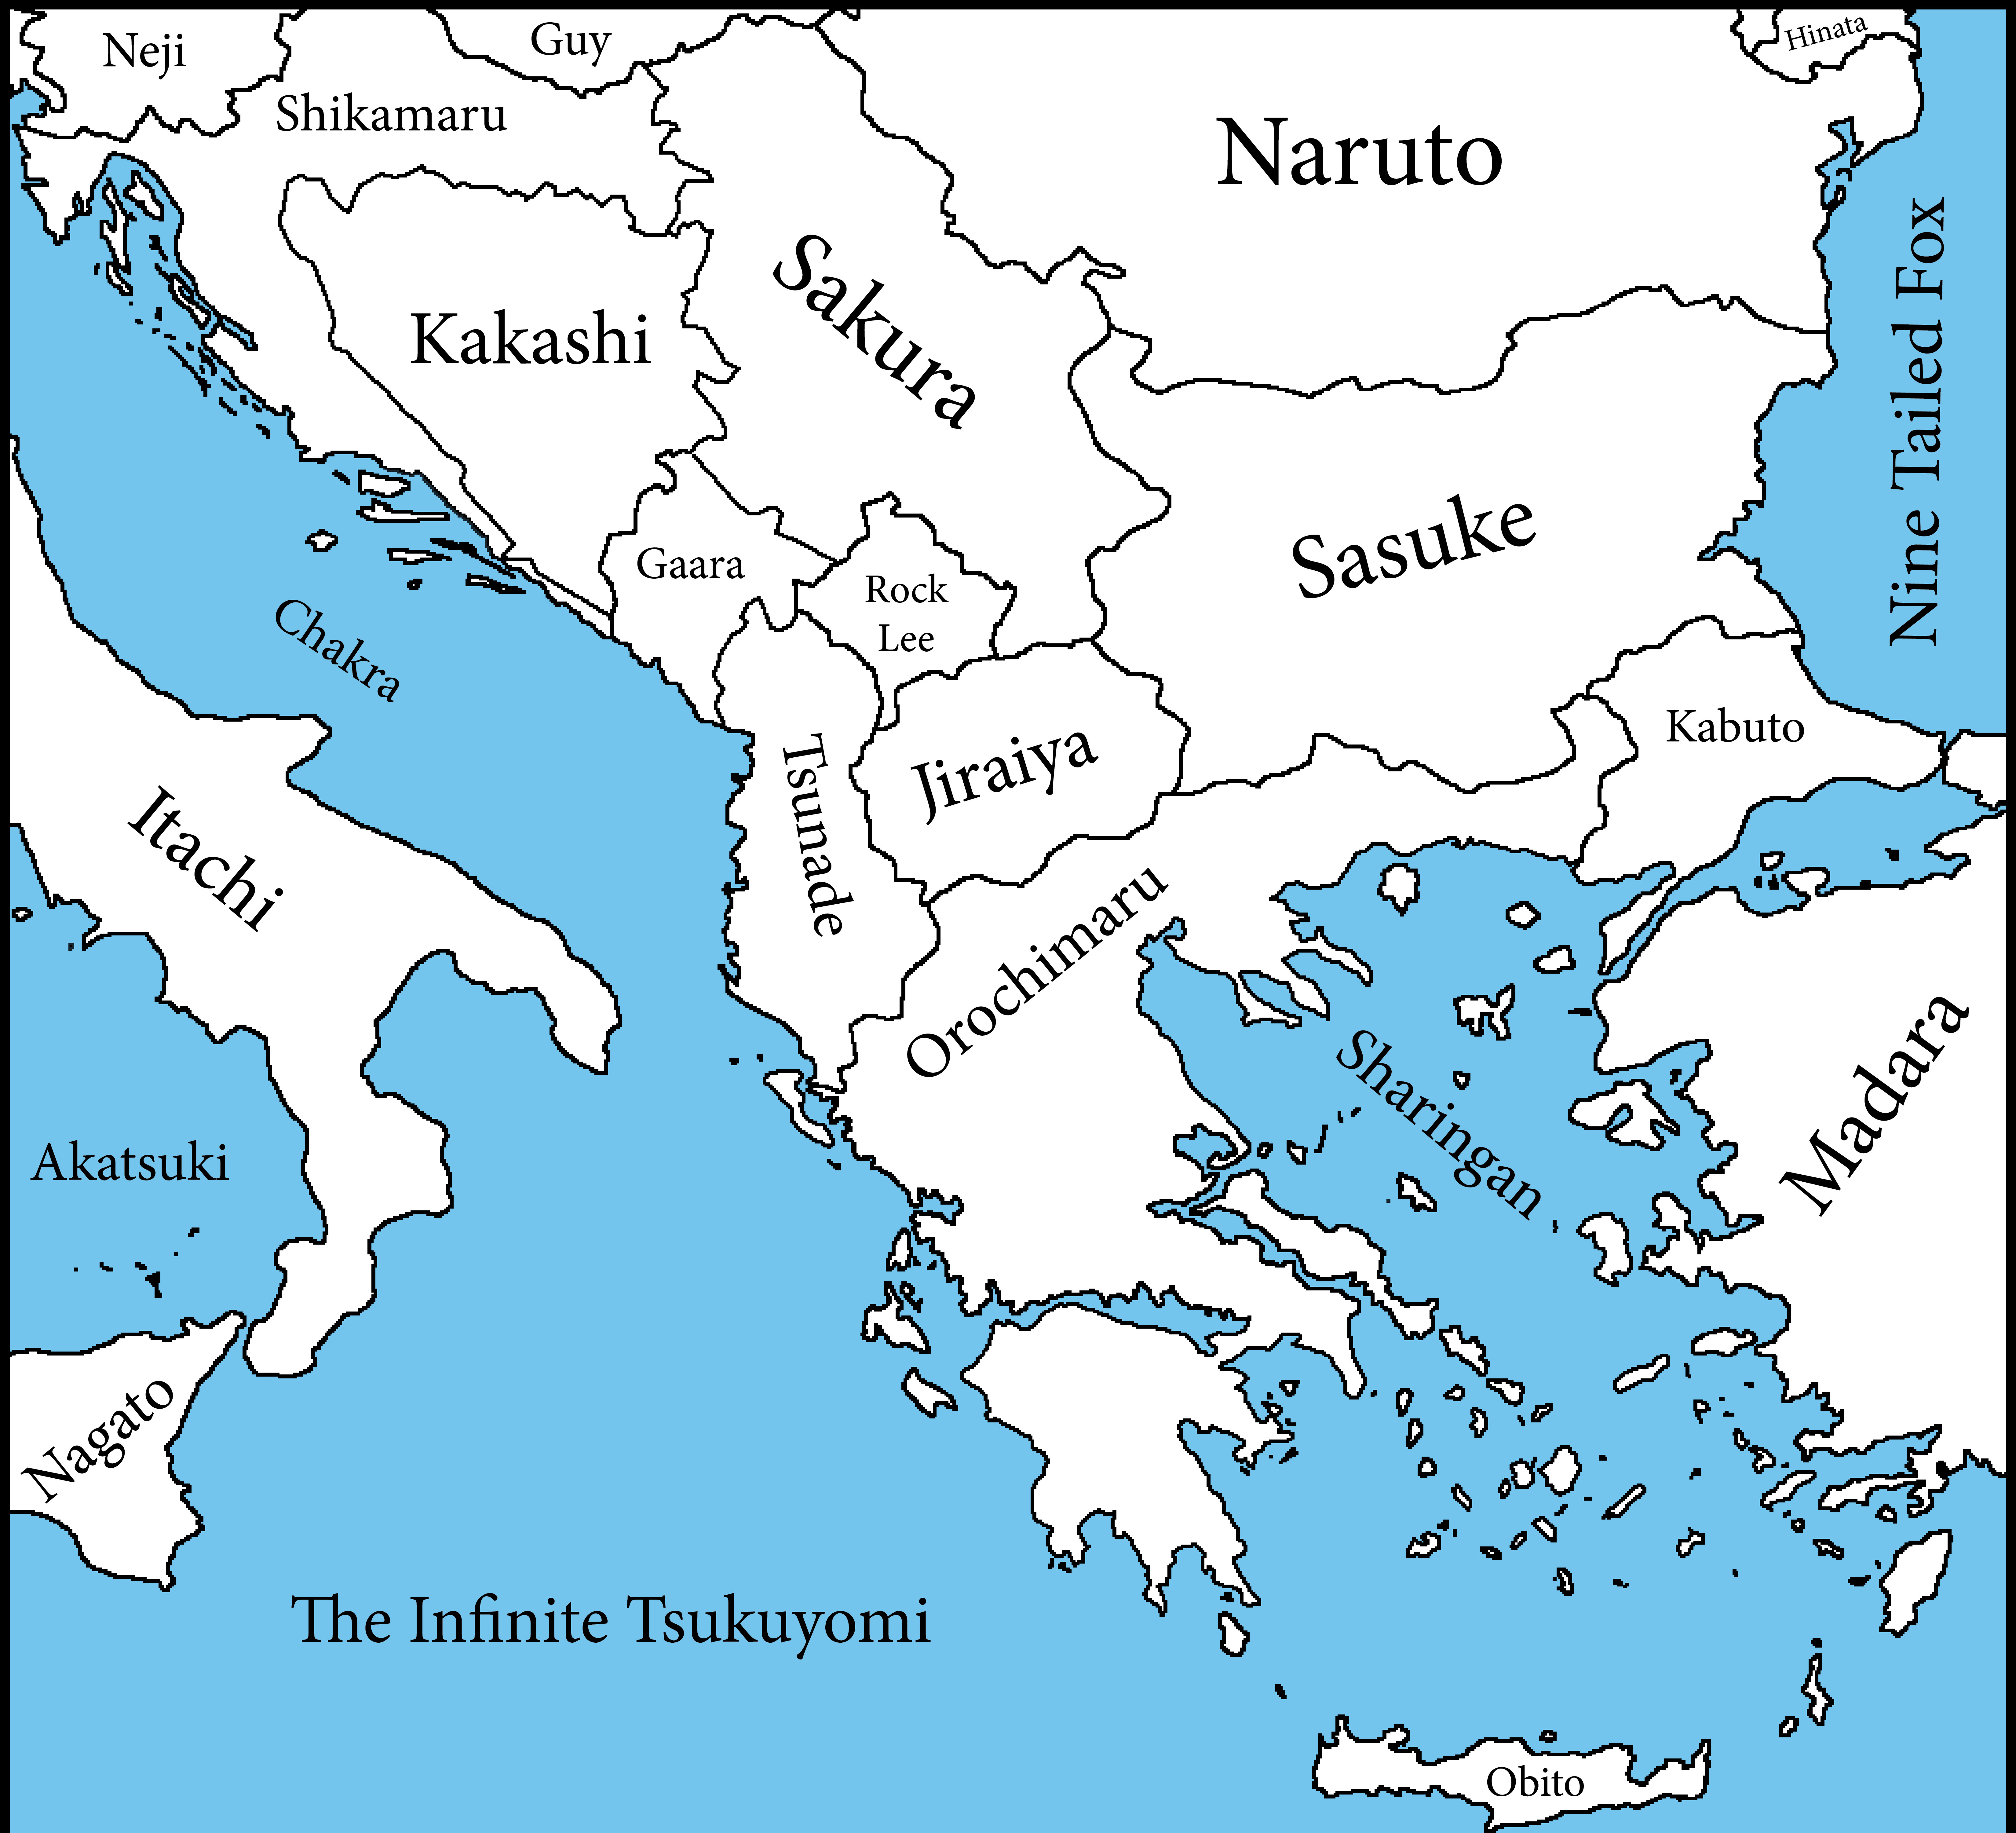 Neji
Guy
Hinata
Shikamaru
Naruto
Nine Tailed Fox
Sakura
Kakashi
Sasuke
Gaara
Rock
Lee
Chakra
Kabuto
Tsunade
Jiraiya
Itachi
Orochimaru
Sharingan
Madara
Akatsuki
Nagato
The Infinite Tsukuyomi
Obito